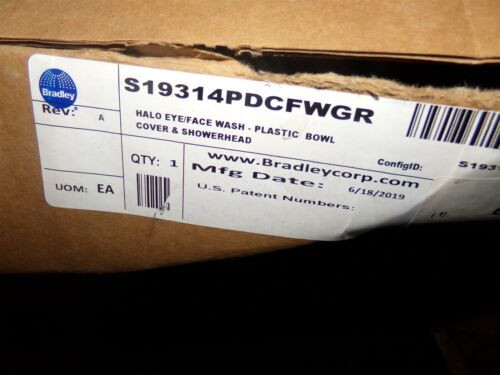 Bradley
S19314PDCFWGR
Rev: A
HALO EYE/FACE WASH - PLASTIC BOWL
COVER & SHOWERHEAD
ConfigID:
S193
UOM: EA
QTY: 1
www.Bradleycorp.com
Mfg Date: 6/18/2019
U.S. Patent Numbers: